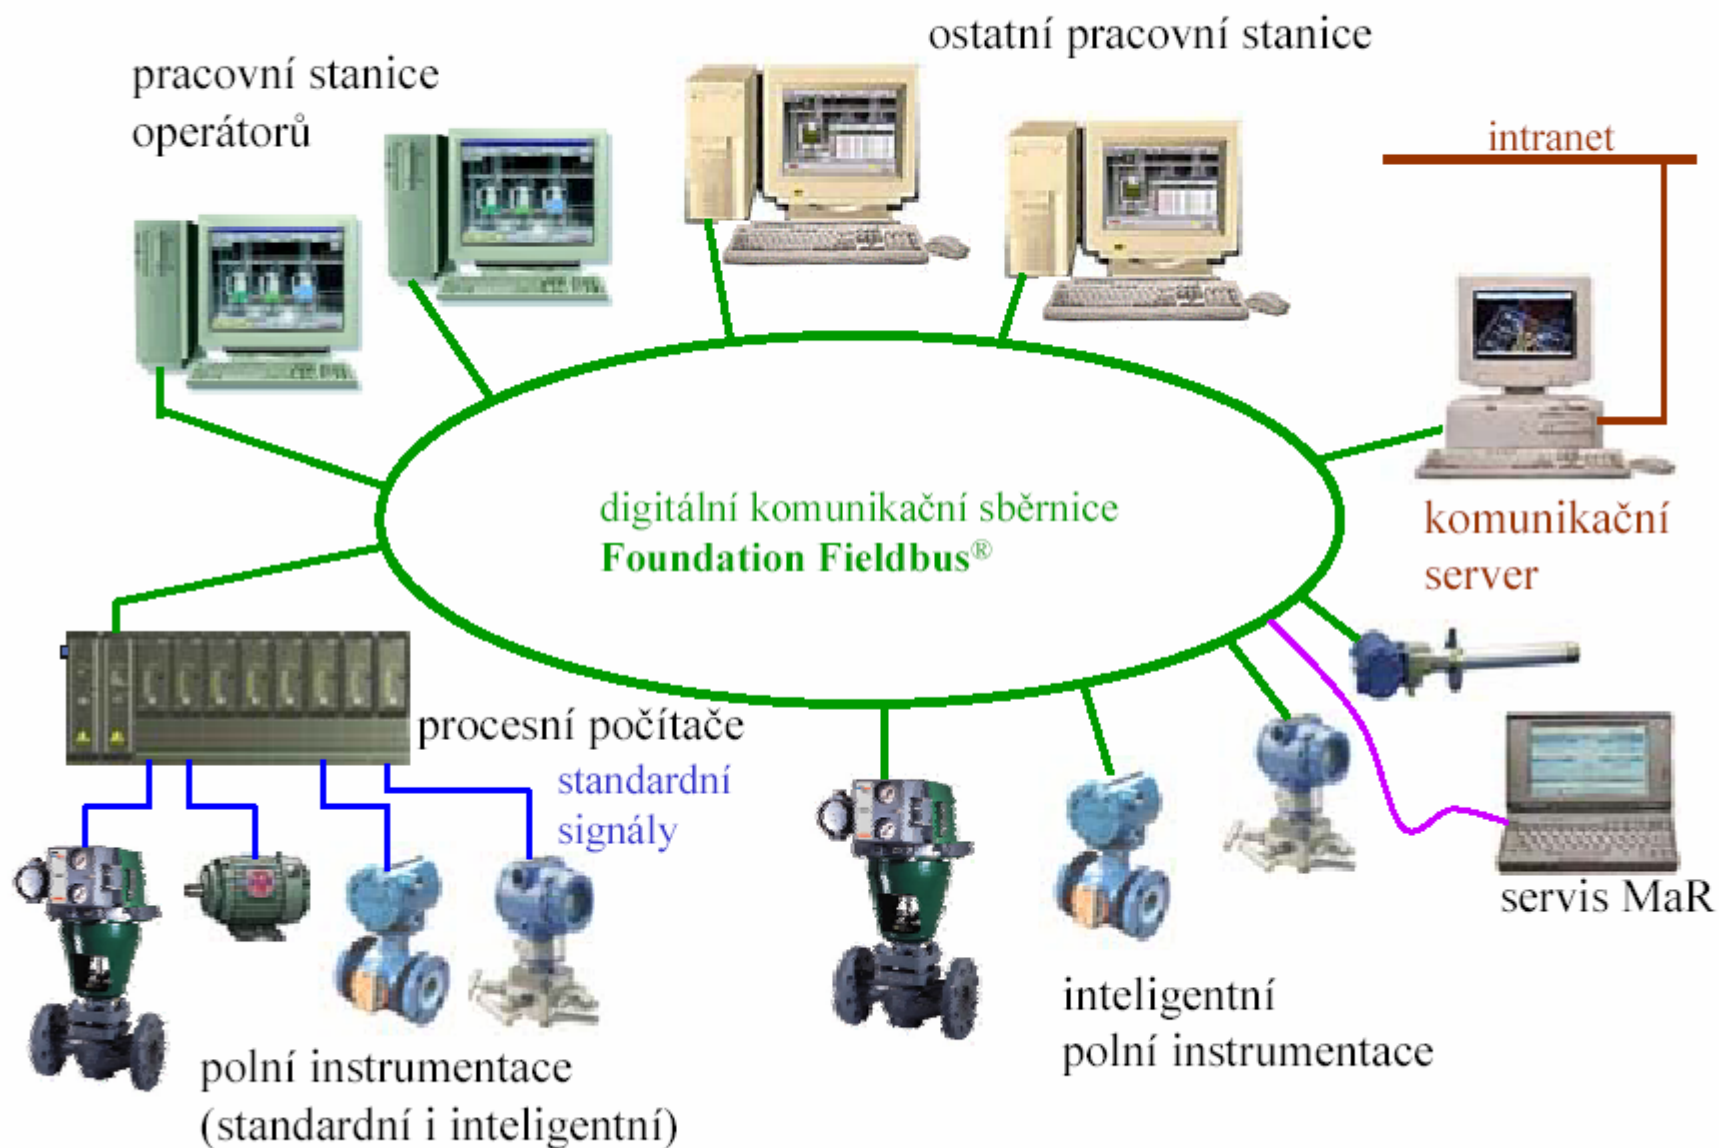 ostatní pracovní stanice
pracovní stanice
operátorů
intranet
digitální komunikační sběrnice
Foundation Fieldbus®
komunikační
server
procesní počítače
standardní
signály
servis MaR
inteligentní
polní instrumentace
polní instrumentace
(standardní i inteligentní)